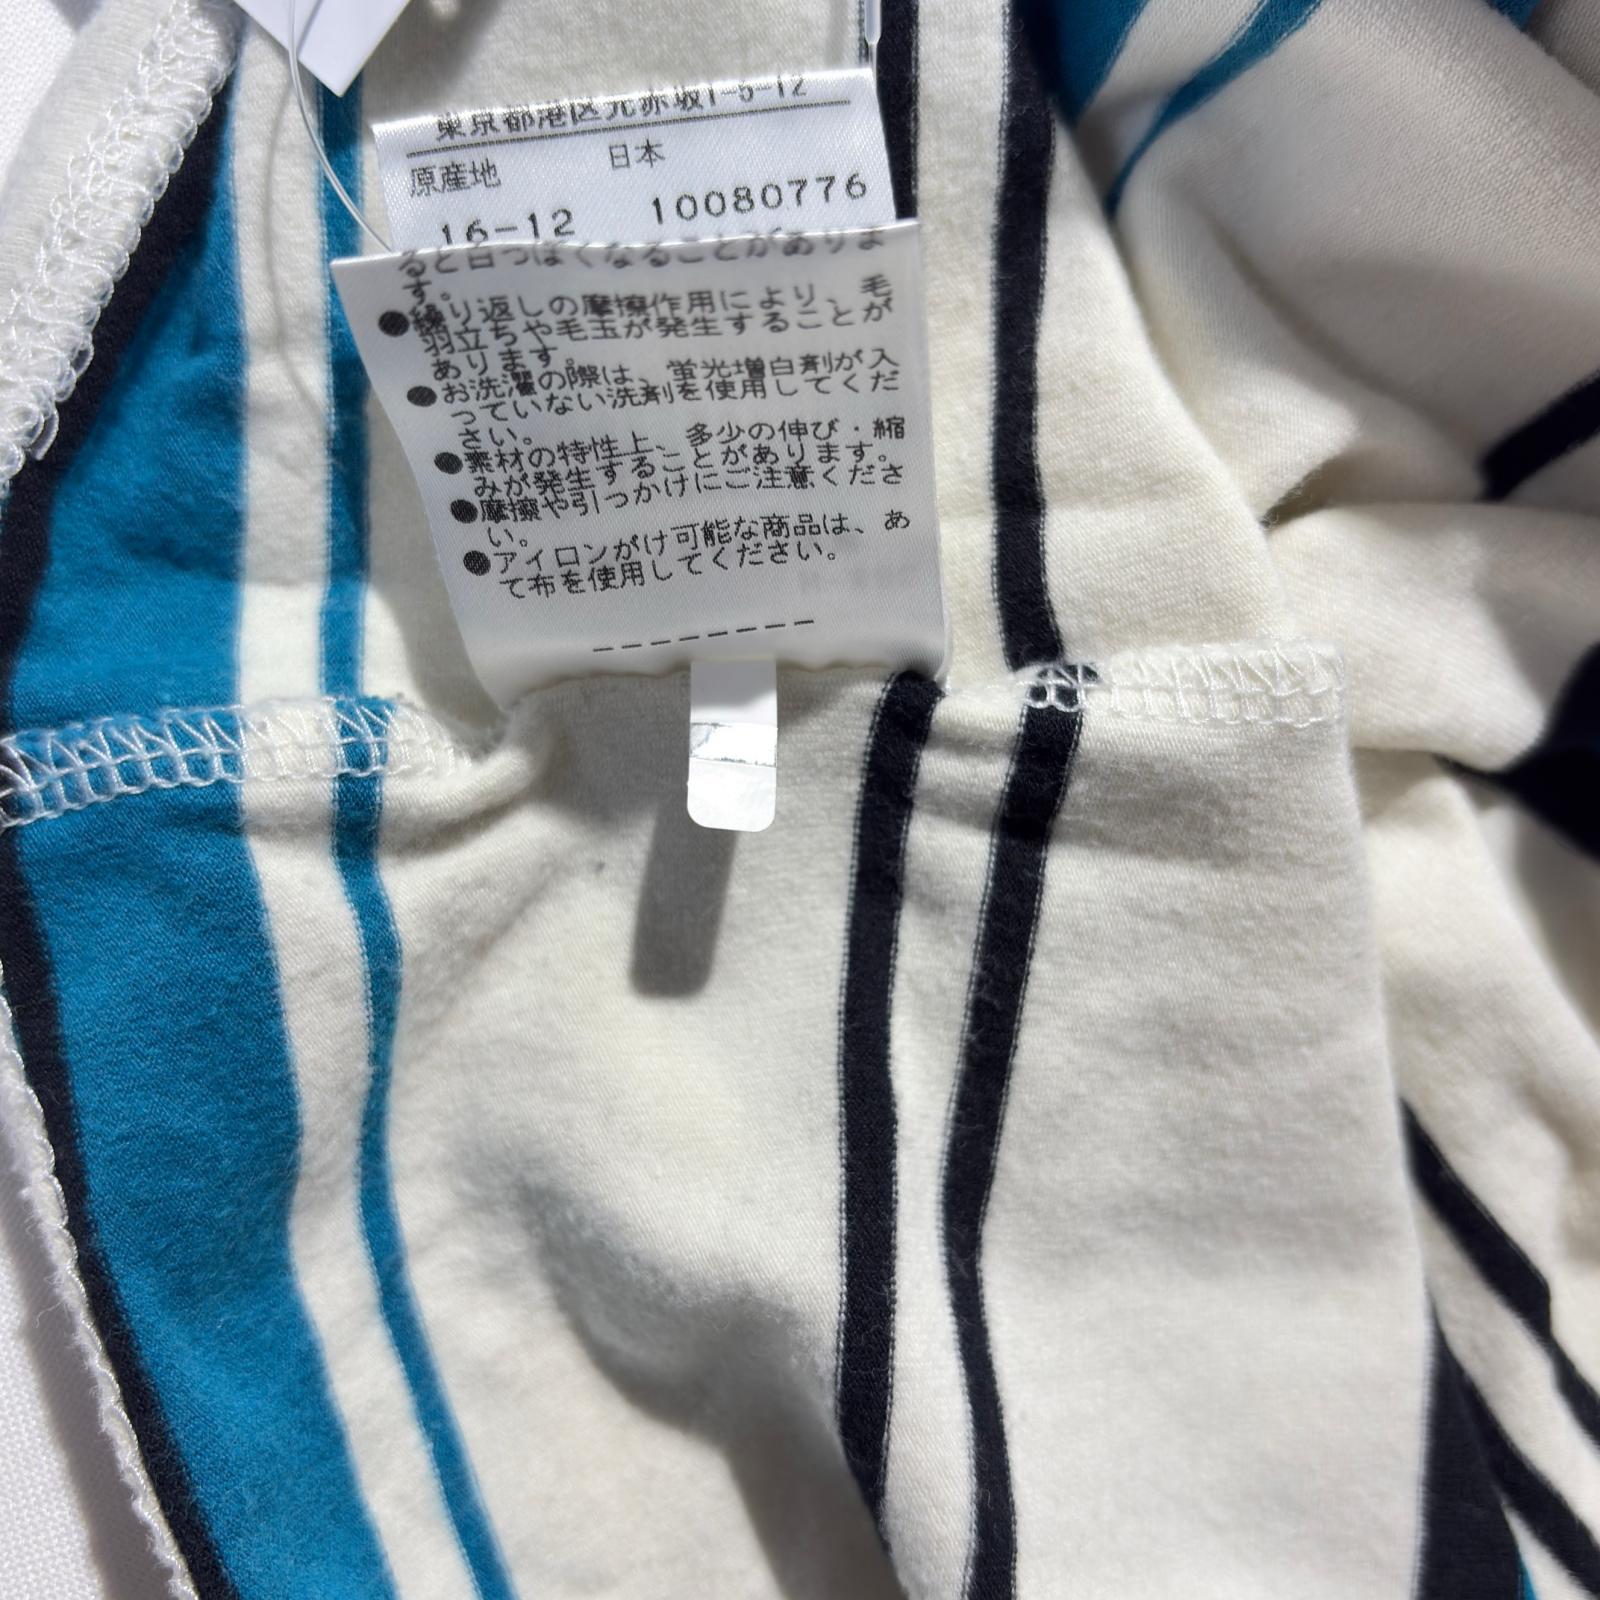 東京都港区元赤坂1-5-12
原産地 日本
16-12 10080776
ると白っぽくなることがありま
す。
●繰り返しの摩擦作用により、毛
羽立ちや毛玉が発生することが
あります。
●お洗濯の際は、蛍光増白剤が入
っていない洗剤を使用してくだ
さい。
●素材の特性上、多少の伸び・縮
みが発生することがあります。
●摩擦や引っかけにご注意くださ
い。
●アイロンがけ可能な商品は、あ
て布を使用してください。
--------